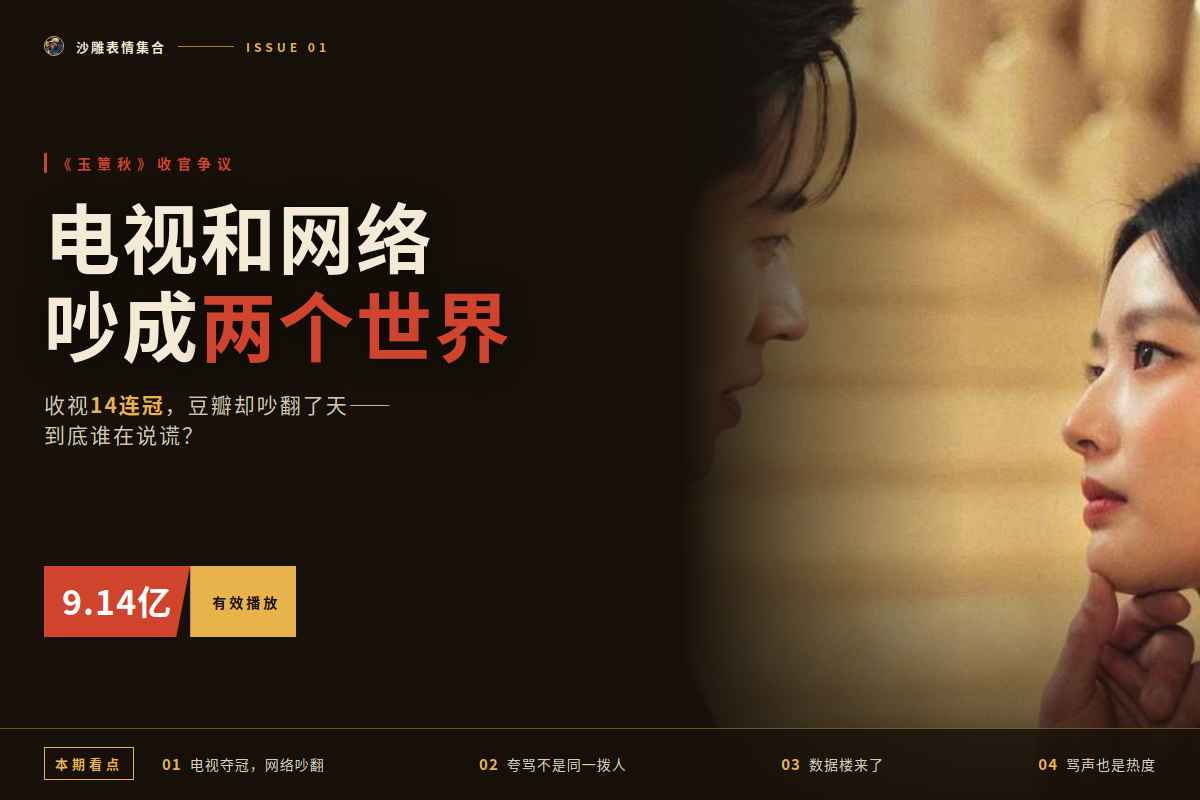 沙雕表情集合 ISSUE 01
《玉簟秋》收官争议
电视和网络
吵成两个世界
收视14连冠，豆瓣却吵翻了天——
到底谁在说谎？
9.14亿 有效播放
本期看点 01 电视夺冠，网络吵翻 02 夸骂不是同一拨人 03 数据楼来了 04 骂声也是热度